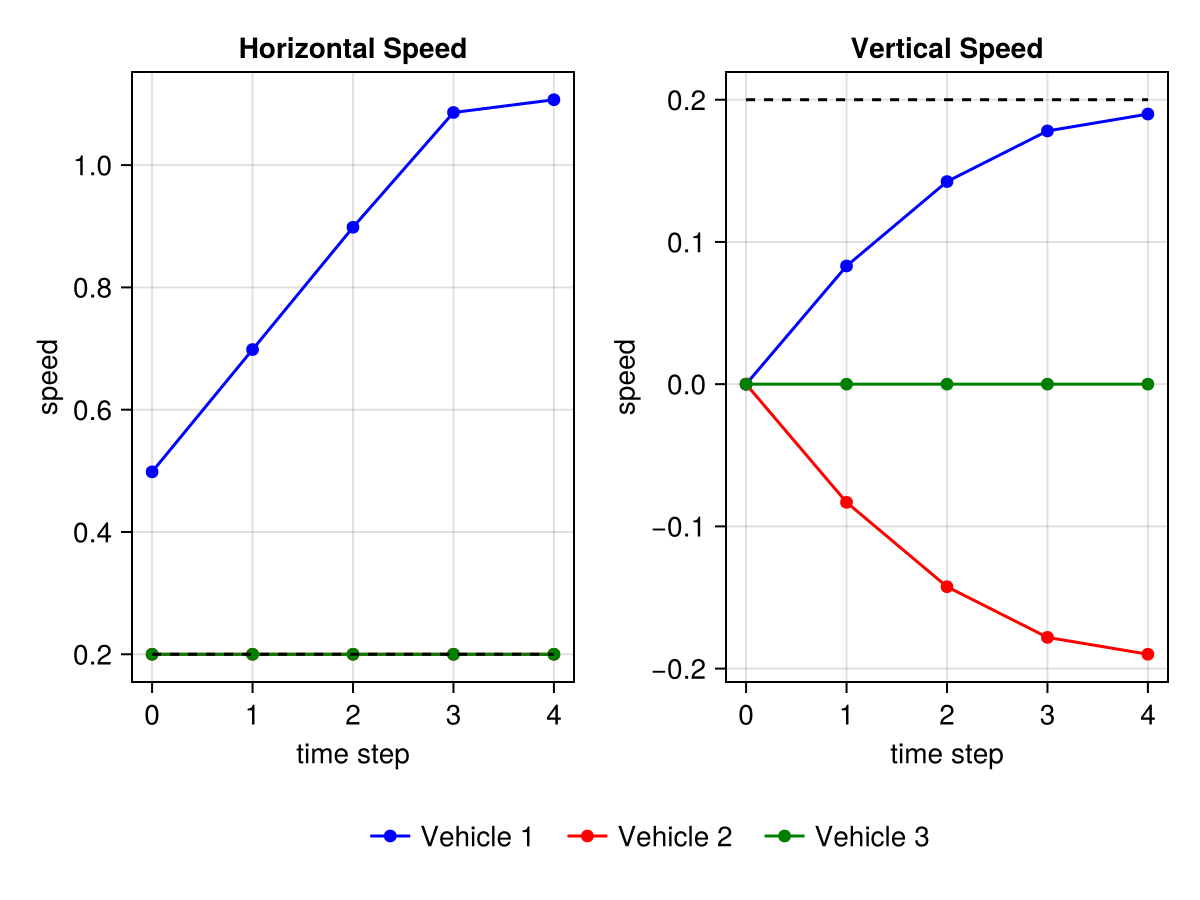 Horizontal Speed
speed
1.0
0.8
0.6
0.4
0.2
0 1 2 3 4
time step
Vertical Speed
speed
0.2
0.1
0.0
−0.1
−0.2
0 1 2 3 4
time step
Vehicle 1 Vehicle 2 Vehicle 3